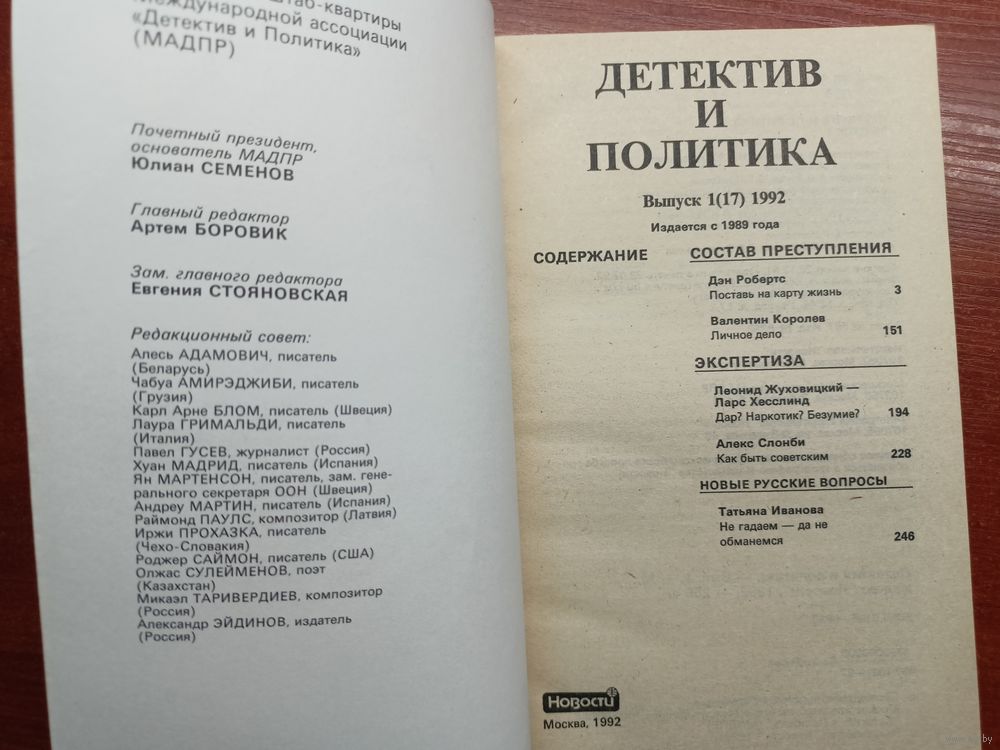 штаб-квартиры
Международной ассоциации
«Детектив и Политика»
(МАДПР)
Почетный президент,
основатель МАДПР
Юлиан СЕМЕНОВ
Главный редактор
Артем БОРОВИК
Зам. главного редактора
Евгения СТОЯНОВСКАЯ
Редакционный совет:
Алесь АДАМОВИЧ, писатель
(Беларусь)
Чабуа АМИРЭДЖИБИ, писатель
(Грузия)
Карл Арне БЛОМ, писатель (Швеция)
Лаура ГРИМАЛЬДИ, писатель
(Италия)
Павел ГУСЕВ, журналист (Россия)
Хуан МАДРИД, писатель (Испания)
Ян МАРТЕНСОН, писатель, зам. гене-
рального секретаря ООН (Швеция)
Андреу МАРТИН, писатель (Испания)
Раймонд ПАУЛС, композитор (Латвия)
Иржи ПРОХАЗКА, писатель
(Чехо-Словакия)
Роджер САЙМОН, писатель (США)
Олжас СУЛЕЙМЕНОВ, поэт
(Казахстан)
Микаэл ТАРИВЕРДИЕВ, композитор
(Россия)
Александр ЭЙДИНОВ, издатель
(Россия)
ДЕТЕКТИВ
И
ПОЛИТИКА
Выпуск 1(17) 1992
Издается с 1989 года
СОДЕРЖАНИЕ
СОСТАВ ПРЕСТУПЛЕНИЯ
Дэн Робертс
Поставь на карту жизнь 3
Валентин Королев
Личное дело 151
ЭКСПЕРТИЗА
Леонид Жуховицкий —
Ларс Хесслинд
Дар? Наркотик? Безумие? 194
Алекс Слонби
Как быть советским 228
НОВЫЕ РУССКИЕ ВОПРОСЫ
Татьяна Иванова
Не гадаем — да не
обманемся 246
Новости
Москва, 1992